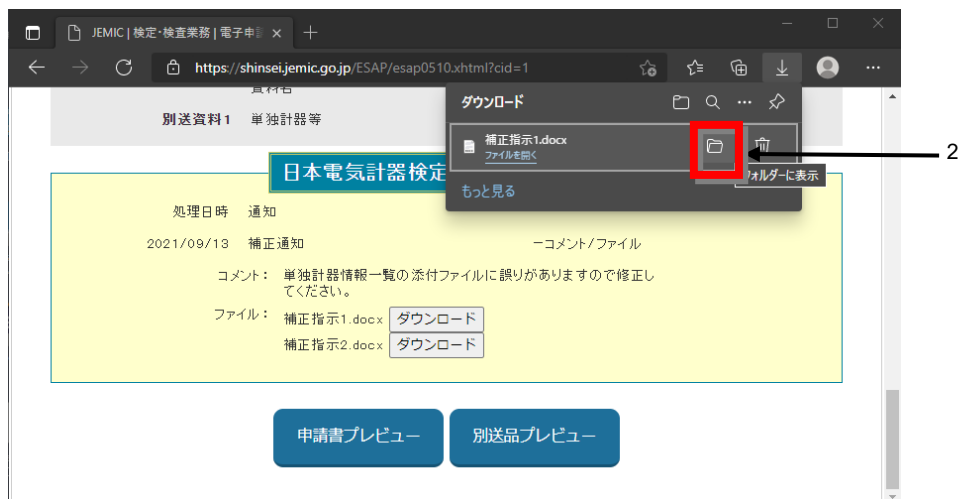 JEMIC | 検定・検査業務 | 電子申
https://shinsei.jemic.go.jp/ESAP/esap0510.xhtml?cid=1
資料名
別送資料1 単独計器等
ダウンロード
補正指示1.docx
ファイルを開く
もっと見る
フォルダーに表示
2
日本電気計器検定
処理日時 通知
2021/09/13 補正通知 −コメント/ファイル
コメント: 単独計器情報一覧の添付ファイルに誤りがありますので修正し
てください。
ファイル: 補正指示1.docx ダウンロード
補正指示2.docx ダウンロード
申請書プレビュー 別送品プレビュー